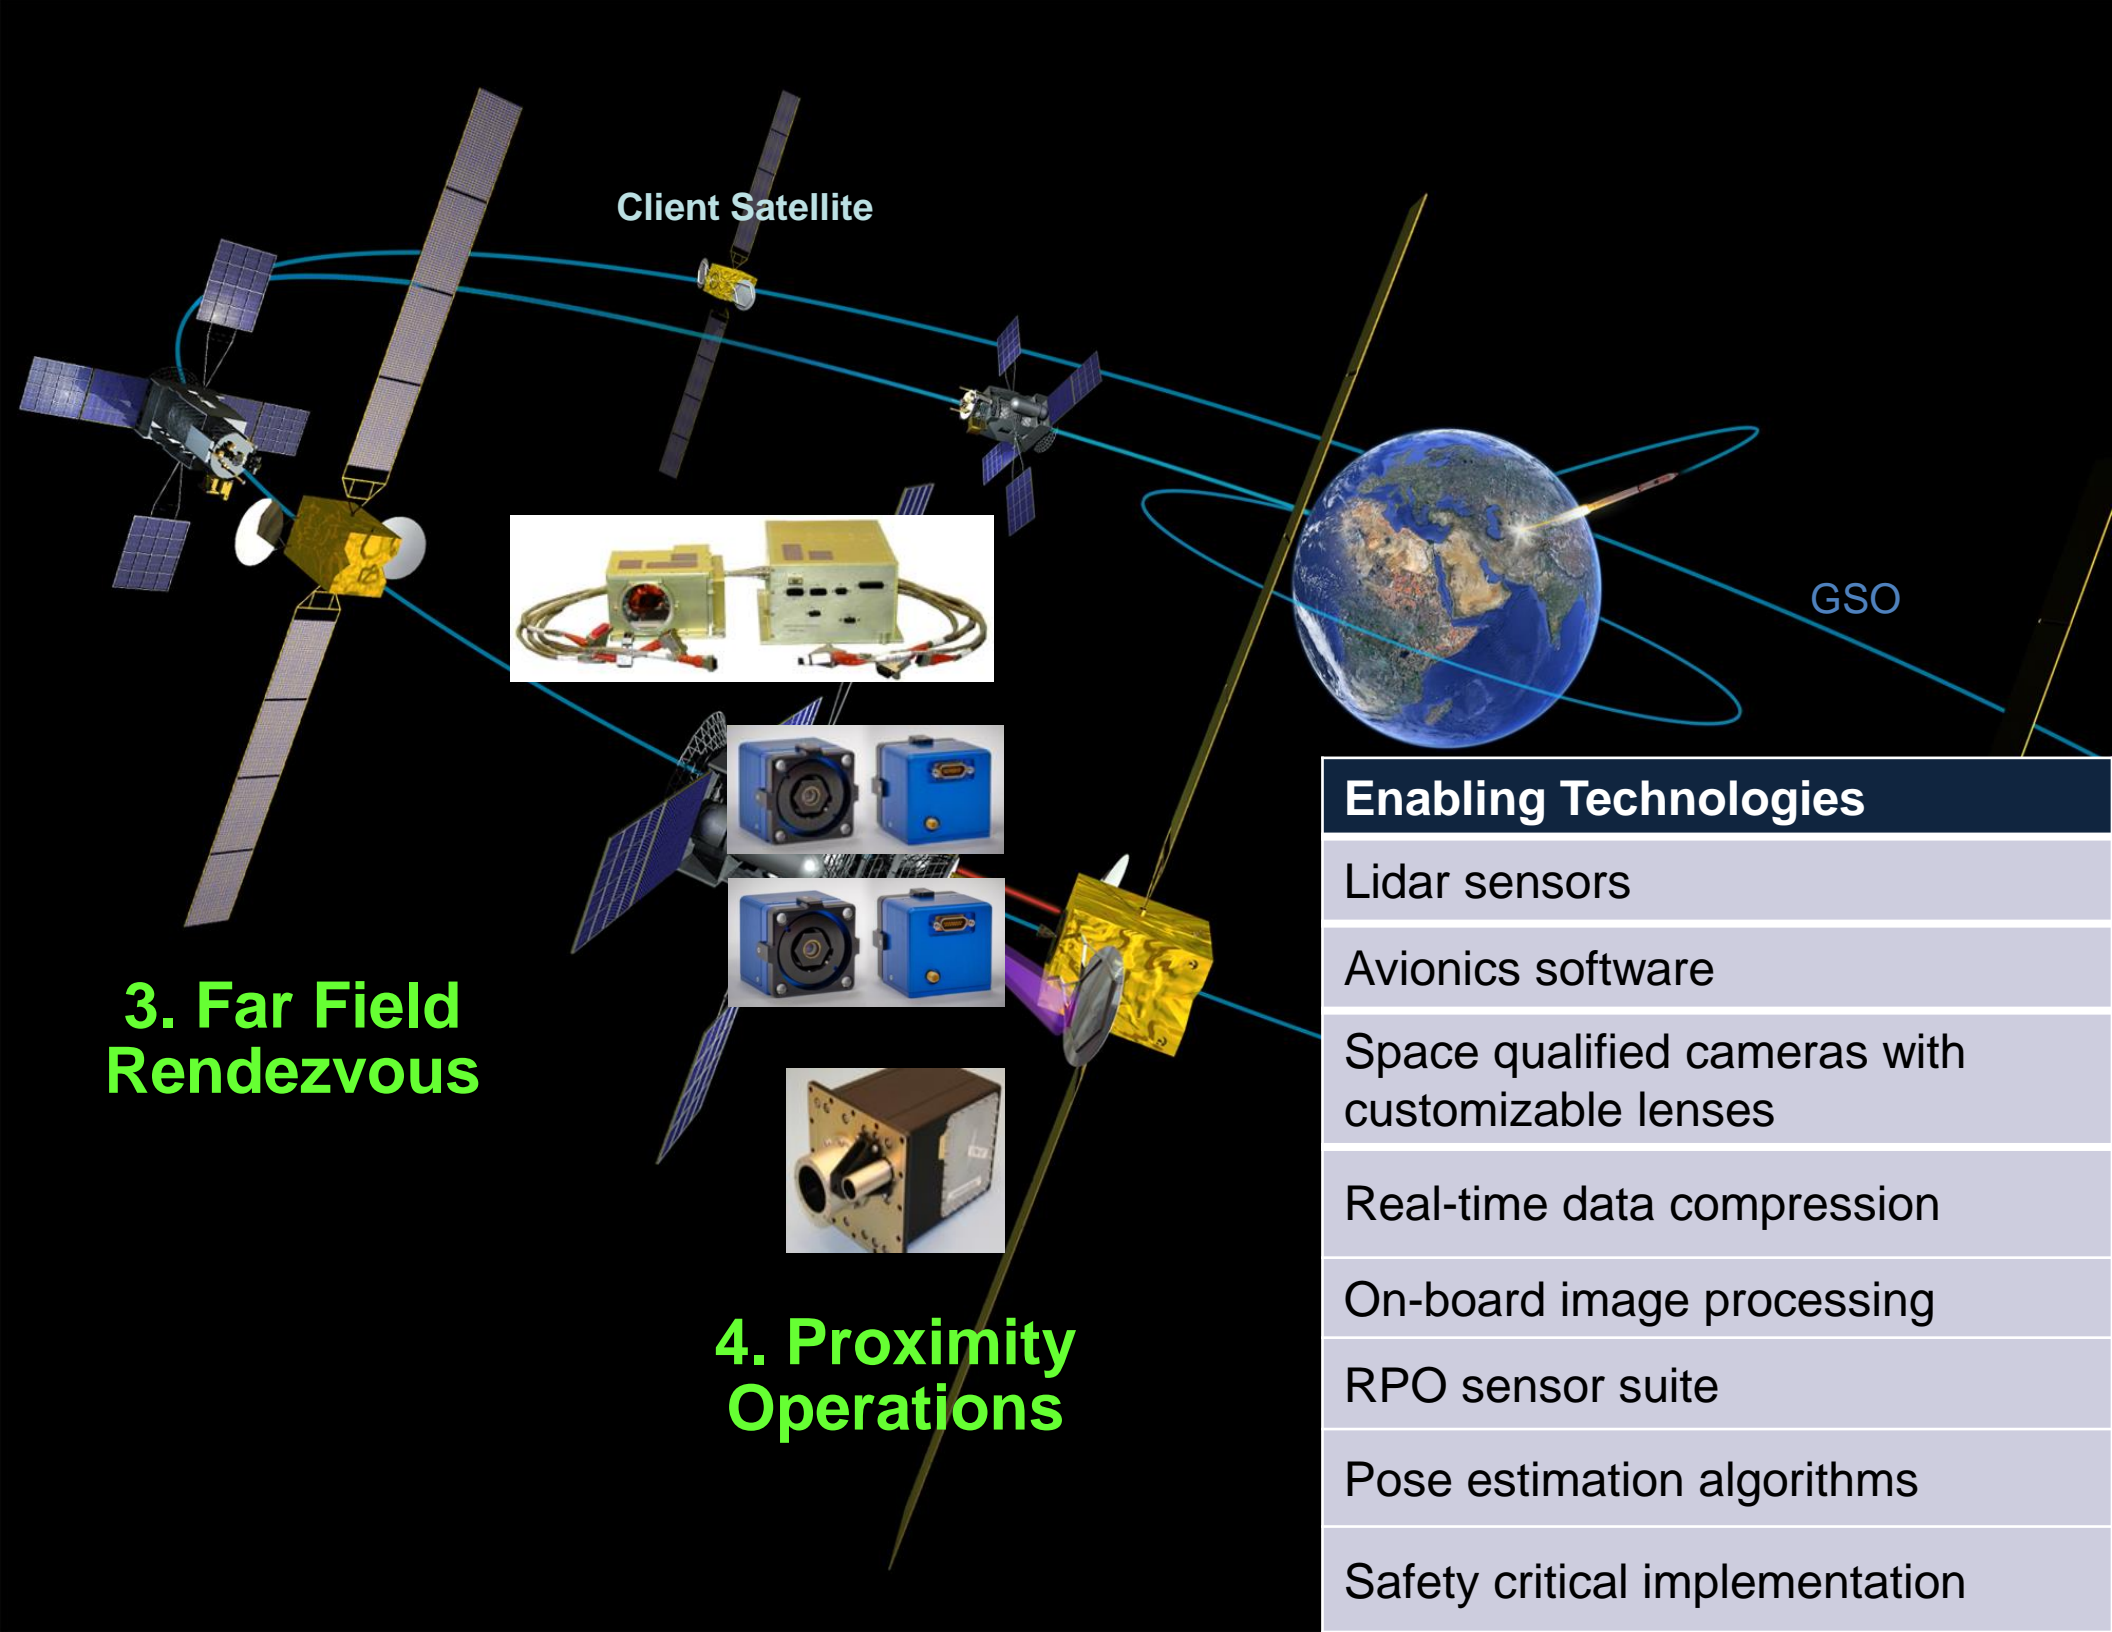 Client Satellite
GSO
3. Far Field
Rendezvous
4. Proximity
Operations
Enabling Technologies
Lidar sensors
Avionics software
Space qualified cameras with
customizable lenses
Real-time data compression
On-board image processing
RPO sensor suite
Pose estimation algorithms
Safety critical implementation